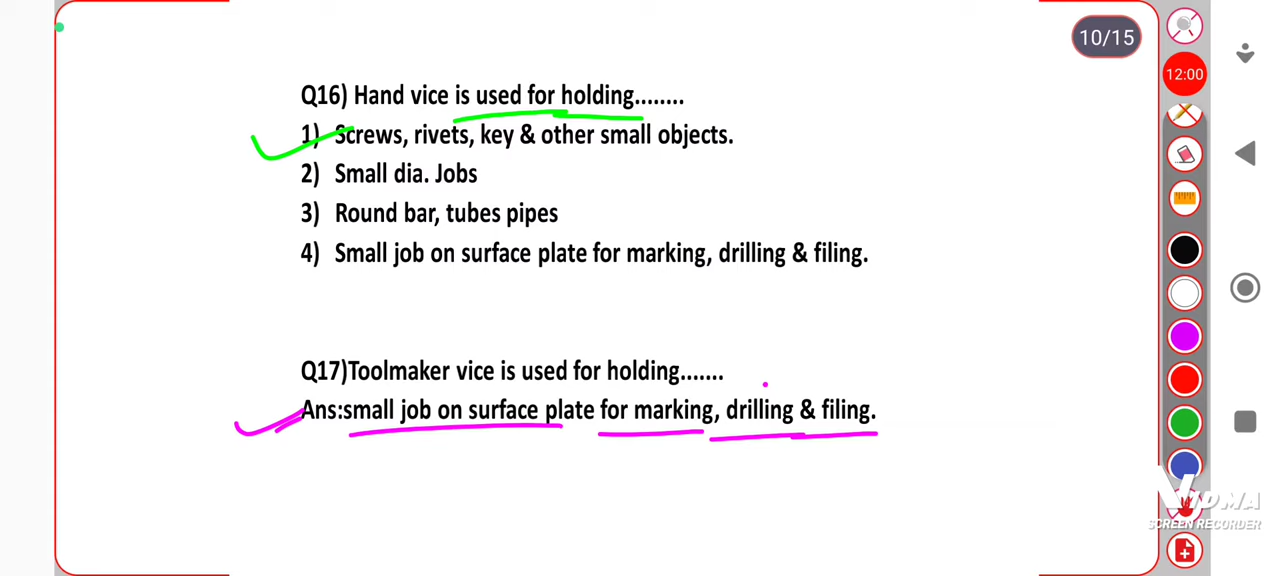 10/15
12:00
Q16) Hand vice is used for holding........
1) Screws, rivets, key & other small objects.
2) Small dia. Jobs
3) Round bar, tubes pipes
4) Small job on surface plate for marking, drilling & filing.
Q17)Toolmaker vice is used for holding.......
Ans:small job on surface plate for marking, drilling & filing.
VIDMA
SCREEN RECORDER